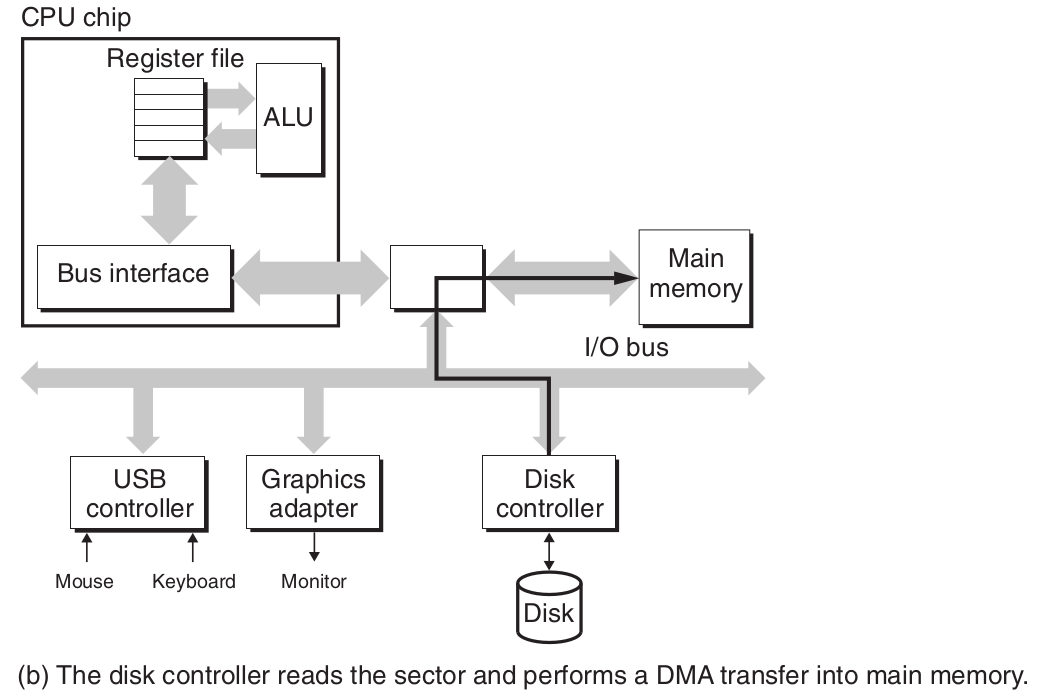 CPU chip
Register file
ALU
Bus interface
Main
memory
I/O bus
USB
controller
Graphics
adapter
Disk
controller
Mouse
Keyboard
Monitor
Disk
(b) The disk controller reads the sector and performs a DMA transfer into main memory.